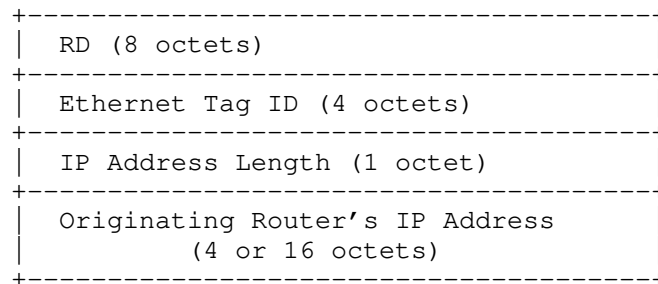 RD (8 octets)
Ethernet Tag ID (4 octets)
IP Address Length (1 octet)
Originating Router's IP Address
(4 or 16 octets)